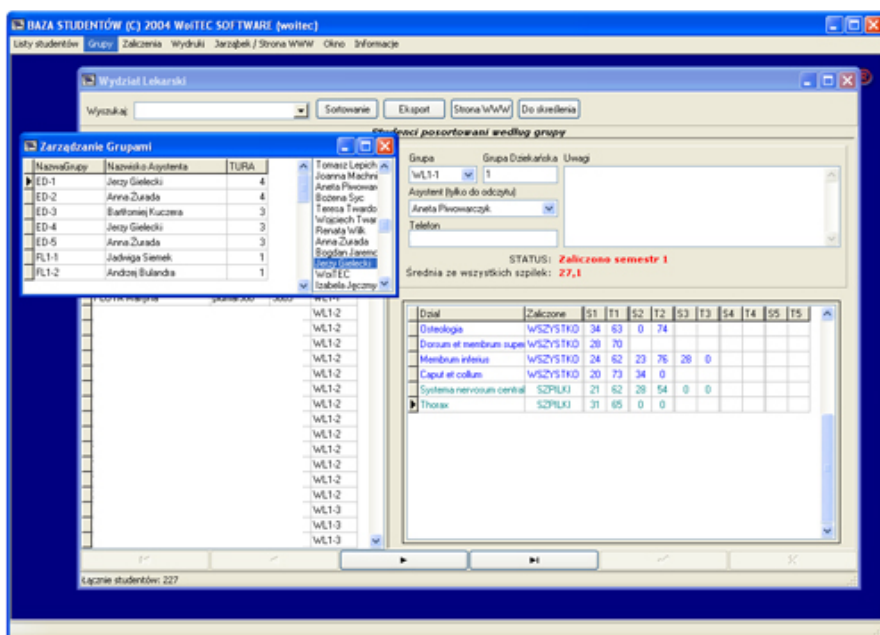 BAZA STUDENTÓW (C) 2004 WoiTEC SOFTWARE (woitec)
Listy studentów Grupy Zaliczenia Wydruki Jarząbek / Strona WWW Okno Informacje
Wydział Lekarski
Wyszukaj: Sortowanie Eksport Strona WWW Do określenia
Studenci posortowani według grupy
Zarządzanie Grupami
NazwaGrupy Nazwisko Asystenta TURA
ED-1 Jerzy Gielecki 4
ED-2 Anna Żurada 4
ED-3 Bartłomiej Kuczera 3
ED-4 Jerzy Gielecki 3
ED-5 Anna Żurada 3
FL1-1 Jadwiga Siemek 1
FL1-2 Andrzej Bulandra 1
Tomasz Lepich
Joanna Machni
Aneta Piwowar
Bożena Syc
Teresa Twardo
Wojciech Twar
Renata Wilk
Anna Żurada
Bogdan Jaremc
Jerzy Gielecki
WoiTEC
Izabela Jęczmy
Grupa Grupa Dziekańska Uwagi
WL1-1 1
Asystent (tylko do odczytu)
Aneta Piwowarczyk
Telefon
STATUS: Zaliczono semestr 1
Średnia ze wszystkich szpilek: 27,1
WL1-2
WL1-2
WL1-2
WL1-2
WL1-2
WL1-2
WL1-2
WL1-2
WL1-2
WL1-2
WL1-2
WL1-2
WL1-2
WL1-3
WL1-3
WL1-3
Dział Zaliczone S1 T1 S2 T2 S3 T3 S4 T4 S5 T5
Osteologia WSZYSTKO 34 63 0 74
Dorsum et membrum super WSZYSTKO 28 70
Membrum inferius WSZYSTKO 24 62 23 76 28 0
Caput et collum WSZYSTKO 20 73 34 0
Systema nervosum central SZPILKI 21 62 28 54 0 0
Thorax SZPILKI 31 65 0 0
Łącznie studentów: 227